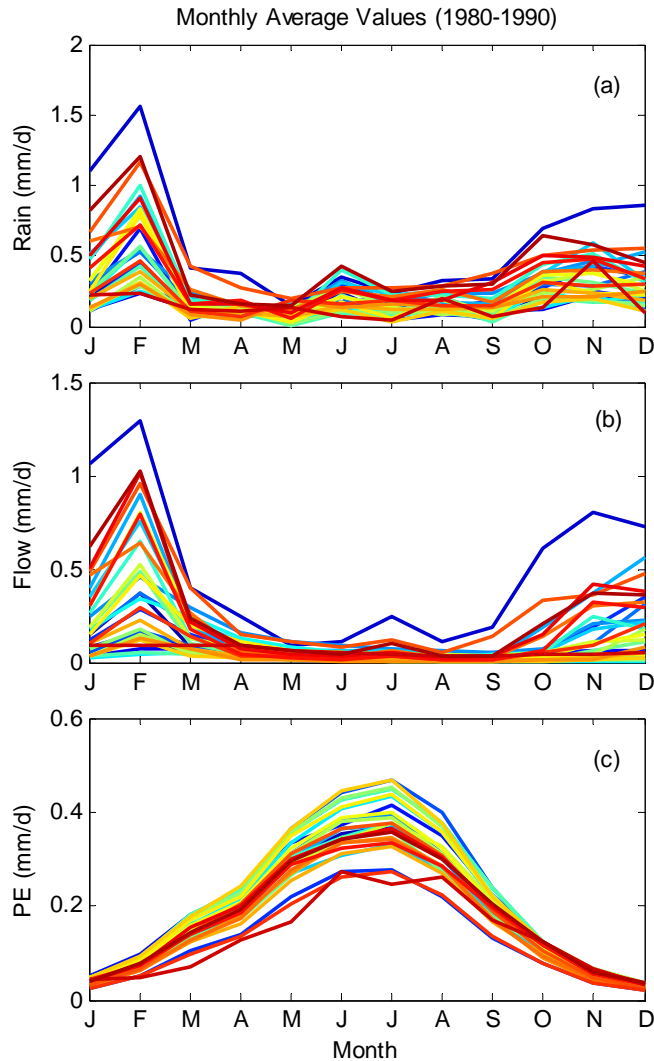 Monthly Average Values (1980-1990)
2
1.5
1
0.5
0
Rain (mm/d)
(a)
J F M A M J J A S O N D
1.5
1
0.5
0
Flow (mm/d)
(b)
J F M A M J J A S O N D
0.6
0.4
0.2
0
PE (mm/d)
(c)
J F M A M J J A S O N D
Month